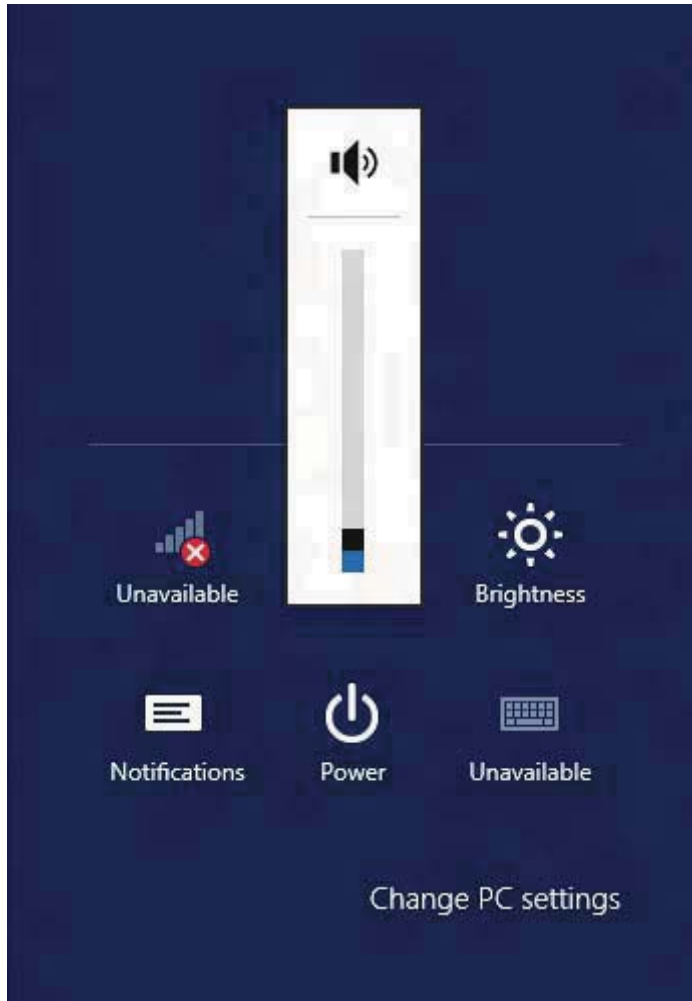 Unavailable
Brightness
Notifications
Power
Unavailable
Change PC settings